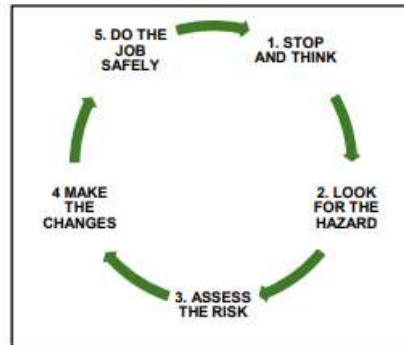 1. STOP
AND THINK
2. LOOK
FOR THE
HAZARD
3. ASSESS
THE RISK
4 MAKE
THE
CHANGES
5. DO THE
JOB
SAFELY